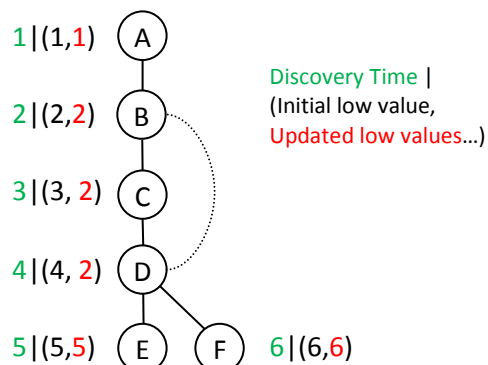 1|(1,1) A
2|(2,2) B
3|(3, 2) C
4|(4, 2) D
5|(5,5) E F 6|(6,6)
Discovery Time |
(Initial low value,
Updated low values…)